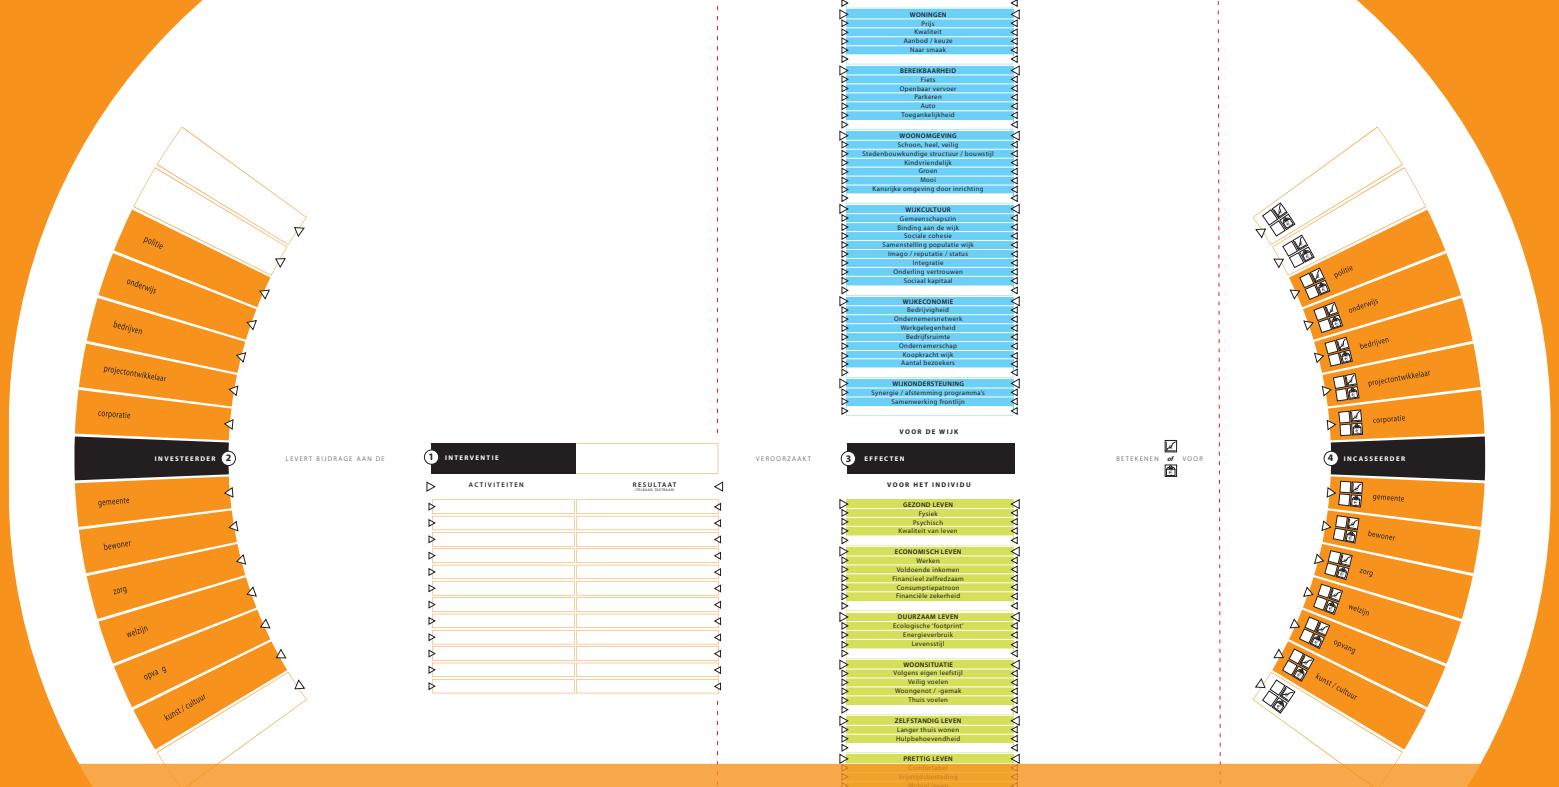 WONINGEN
Prijs
Kwaliteit
Aanbod / keuze
Naar smaak
BEREIKBAARHEID
Fiets
Openbaar vervoer
Parkeren
Auto
Toegankelijkheid
WOONOMGEVING
Schoon, heel, veilig
Stedenbouwkundige structuur / bouwstijl
Kindvriendelijk
Groen
Mooi
Kansrijke omgeving door inrichting
WIJKCULTUUR
Gemeenschapszin
Binding aan de wijk
Sociale cohesie
Samenstelling populatie wijk
Imago / reputatie / status
Integratie
Onderling vertrouwen
Sociaal kapitaal
WIJKECONOMIE
Bedrijvigheid
Ondernemersnetwerk
Werkgelegenheid
Bedrijfsruimte
Ondernemerschap
Koopkracht wijk
Aantal bezoekers
WIJKONDERSTEUNING
Synergie / afstemming programma's
Samenwerking frontlijn
VOOR DE WIJK
politie
onderwijs
bedrijven
projectontwikkelaar
corporatie
INVESTEERDER 2
LEVERT BIJDRAGE AAN DE
1 INTERVENTIE
VEROORZAAKT
3 EFFECTEN
BETEKENEN of VOOR
4 INCASSEERDER
gemeente
bewoner
zorg
welzijn
opva g
kunst / cultuur
ACTIVITEITEN
RESULTAAT
VOOR HET INDIVIDU
GEZOND LEVEN
Fysiek
Psychisch
Kwaliteit van leven
ECONOMISCH LEVEN
Werken
Voldoende inkomen
Financieel zelfredzaam
Consumptiepatroon
Financiële zekerheid
DUURZAAM LEVEN
Ecologische 'footprint'
Energieverbruik
Levensstijl
WOONSITUATIE
Volgens eigen leefstijl
Veilig voelen
Woongenot / -gemak
Thuis voelen
ZELFSTANDIG LEVEN
Langer thuis wonen
Hulpbehoevendheid
PRETTIG LEVEN
Comfortabel
Vrijetijdsbesteding
politie
onderwijs
bedrijven
projectontwikkelaar
corporatie
gemeente
bewoner
zorg
welzijn
opvang
kunst / cultuur